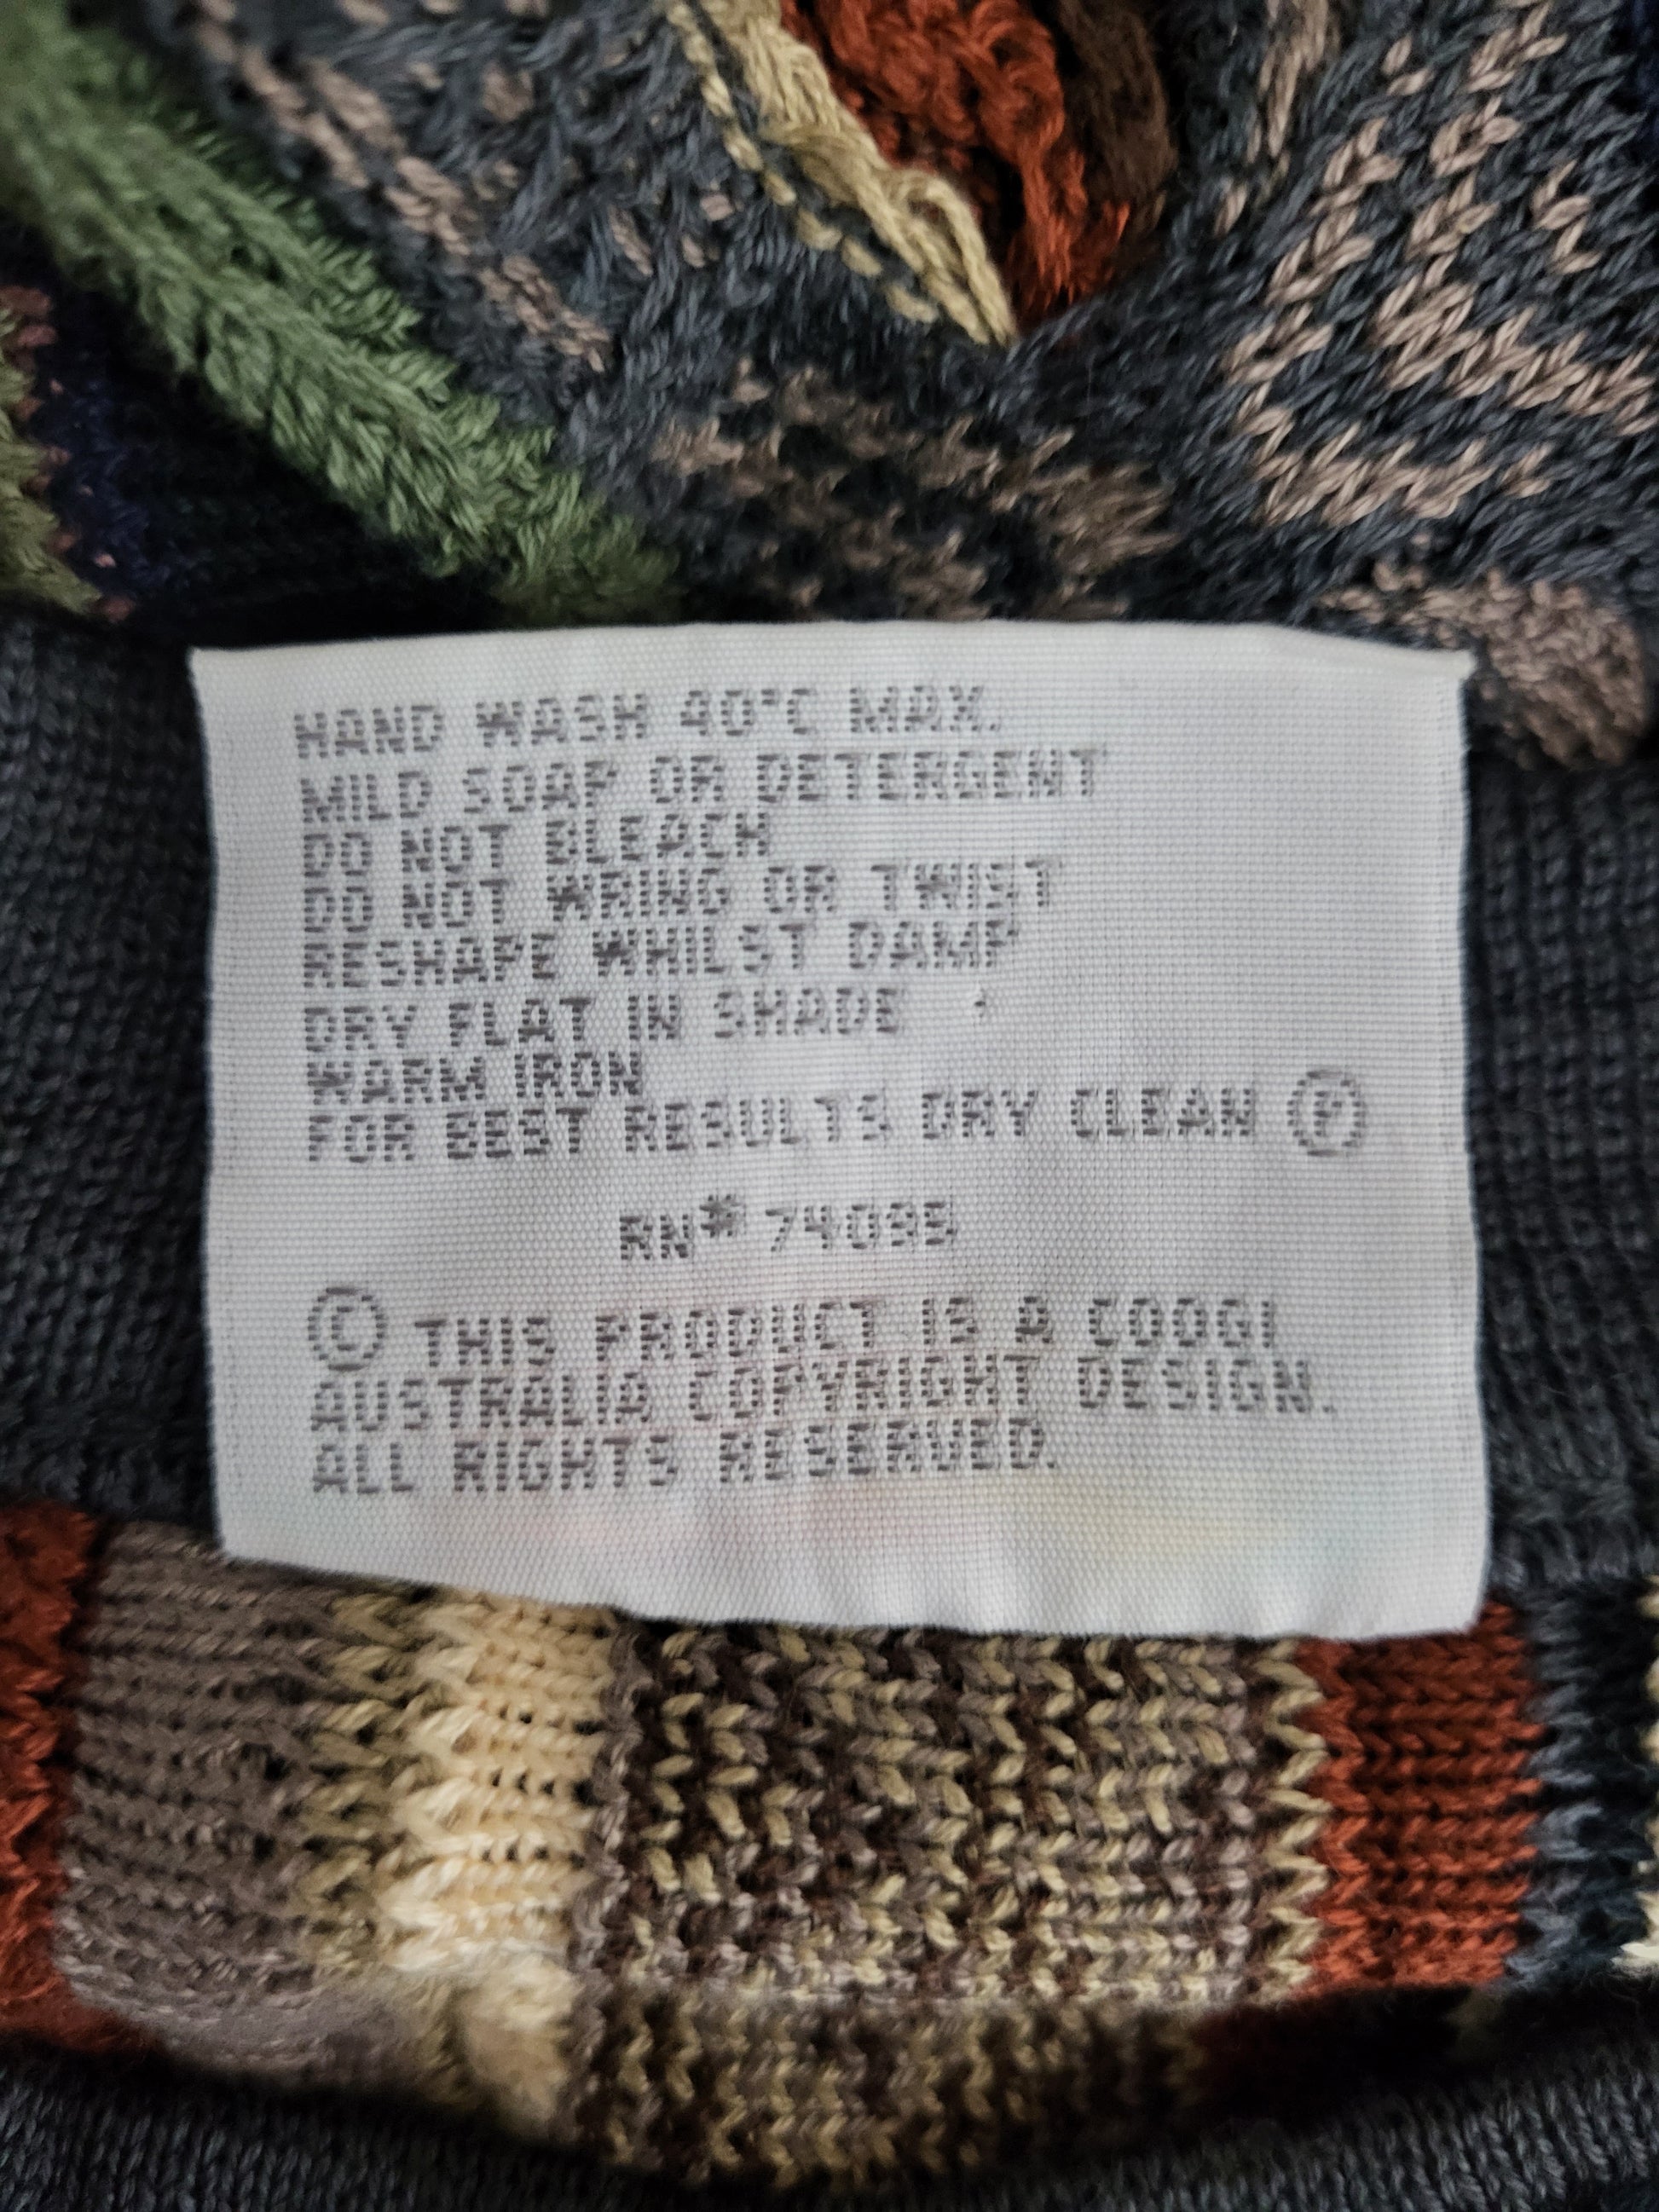 HAND WASH 40°C MAX.
MILD SOAP OR DETERGENT
DO NOT BLEACH
DO NOT WRING OR TWIST
RESHAPE WHILST DAMP
DRY FLAT IN SHADE
WARM IRON
FOR BEST RESULTS DRY CLEAN Ⓟ
RN# 74095
© THIS PRODUCT IS A COOGI
AUSTRALIA COPYRIGHT DESIGN.
ALL RIGHTS RESERVED.